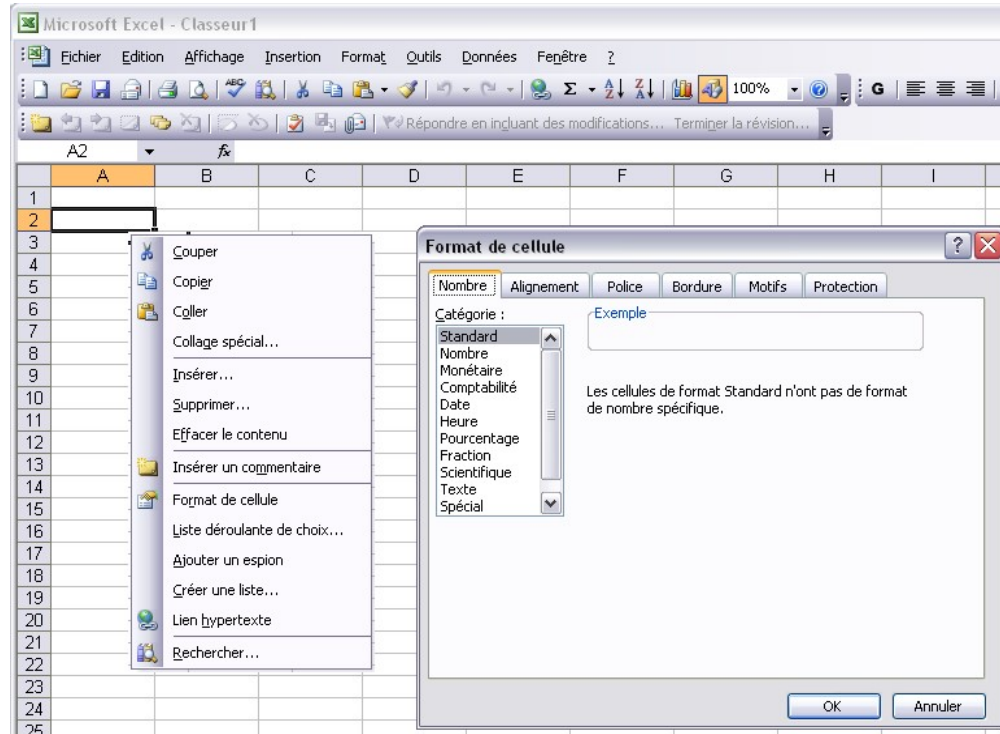 Microsoft Excel - Classeur1
Fichier Edition Affichage Insertion Format Outils Données Fenêtre ?
ABC Σ A Z Z A 100% G
Répondre en incluant des modifications... Terminer la révision...
A2 fx
A B C D E F G H I
1
2
3
4
5
6
7
8
9
10
11
12
13
14
15
16
17
18
19
20
21
22
23
24
25
Couper
Copier
Coller
Collage spécial...
Insérer...
Supprimer...
Effacer le contenu
Insérer un commentaire
Format de cellule
Liste déroulante de choix...
Ajouter un espion
Créer une liste...
Lien hypertexte
Rechercher...
Format de cellule ? X
Nombre Alignement Police Bordure Motifs Protection
Catégorie :
Standard
Nombre
Monétaire
Comptabilité
Date
Heure
Pourcentage
Fraction
Scientifique
Texte
Spécial
Exemple
Les cellules de format Standard n'ont pas de format
de nombre spécifique.
OK Annuler